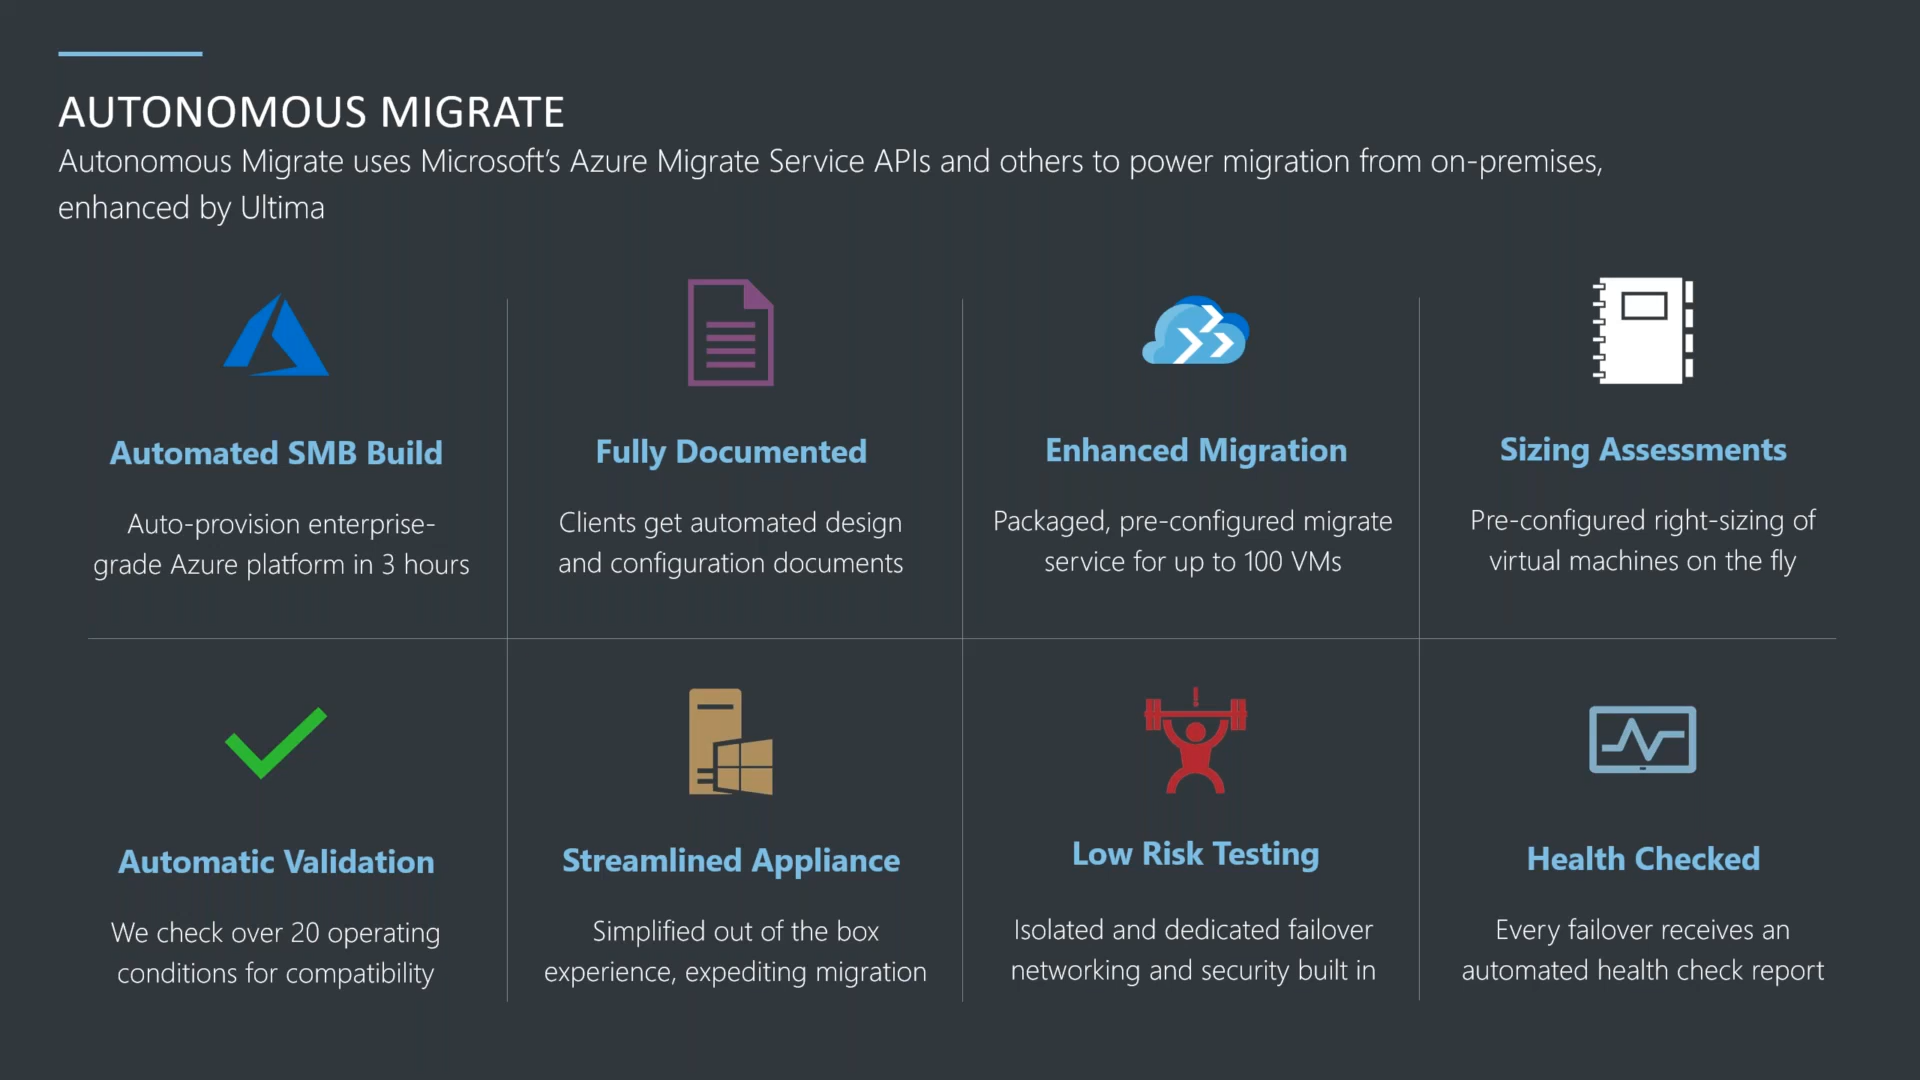 AUTONOMOUS MIGRATE
Autonomous Migrate uses Microsoft’s Azure Migrate Service APIs and others to power migration from on-premises,
enhanced by Ultima
Automated SMB Build
Auto-provision enterprise-
grade Azure platform in 3 hours
Fully Documented
Clients get automated design
and configuration documents
Enhanced Migration
Packaged, pre-configured migrate
service for up to 100 VMs
Sizing Assessments
Pre-configured right-sizing of
virtual machines on the fly
Automatic Validation
We check over 20 operating
conditions for compatibility
Streamlined Appliance
Simplified out of the box
experience, expediting migration
Low Risk Testing
Isolated and dedicated failover
networking and security built in
Health Checked
Every failover receives an
automated health check report